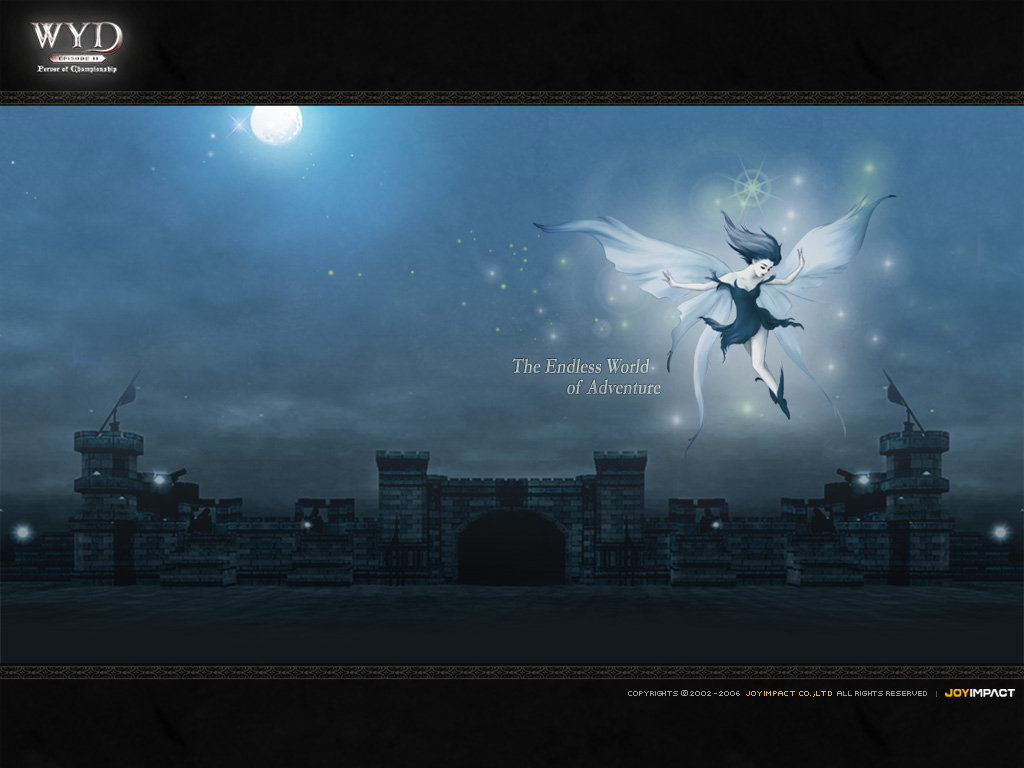 WYD
EPISODE II
Fervor of Championship
The Endless World
of Adventure
COPYRIGHTS ©2002-2006 JOYIMPACT CO.,LTD ALL RIGHTS RESERVED | JOYIMPACT